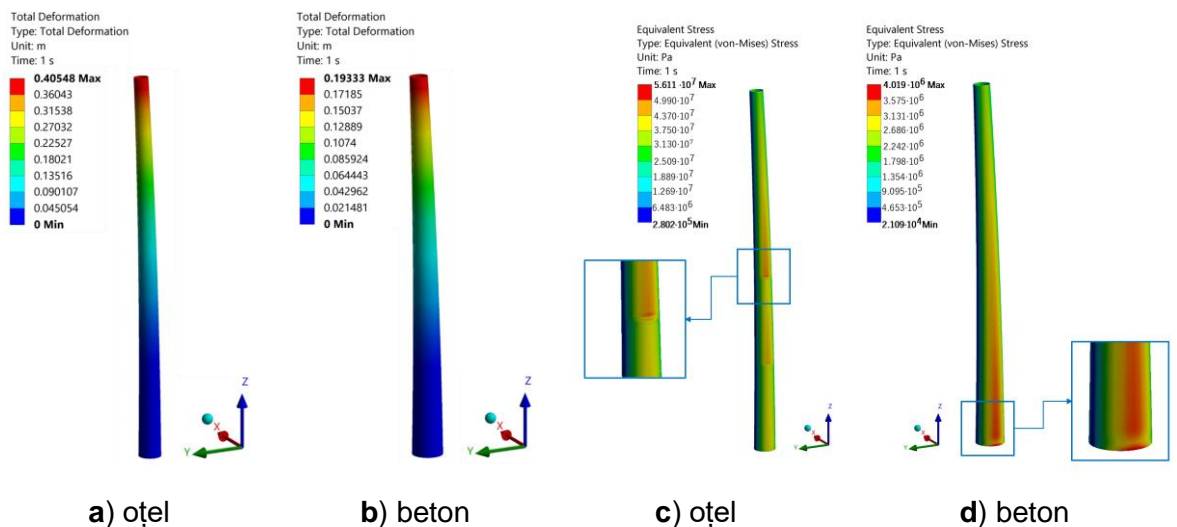 Total Deformation
Type: Total Deformation
Unit: m
Time: 1 s
0.40548 Max
0.36043
0.31538
0.27032
0.22527
0.18021
0.13516
0.090107
0.045054
0 Min
Z
X
Y
a) oțel
Total Deformation
Type: Total Deformation
Unit: m
Time: 1 s
0.19333 Max
0.17185
0.15037
0.12889
0.1074
0.085924
0.064443
0.042962
0.021481
0 Min
Z
X
Y
b) beton
Equivalent Stress
Type: Equivalent (von-Mises) Stress
Unit: Pa
Time: 1 s
5.611·10⁷ Max
4.990·10⁷
4.370·10⁷
3.750·10⁷
3.130·10⁷
2.509·10⁷
1.889·10⁷
1.269·10⁷
6.483·10⁶
2.802·10⁵ Min
Z
X
Y
c) oțel
Equivalent Stress
Type: Equivalent (von-Mises) Stress
Unit: Pa
Time: 1 s
4.019·10⁶ Max
3.575·10⁶
3.131·10⁶
2.686·10⁶
2.242·10⁶
1.798·10⁶
1.354·10⁶
9.095·10⁵
4.653·10⁵
2.109·10⁴ Min
Z
X
Y
d) beton